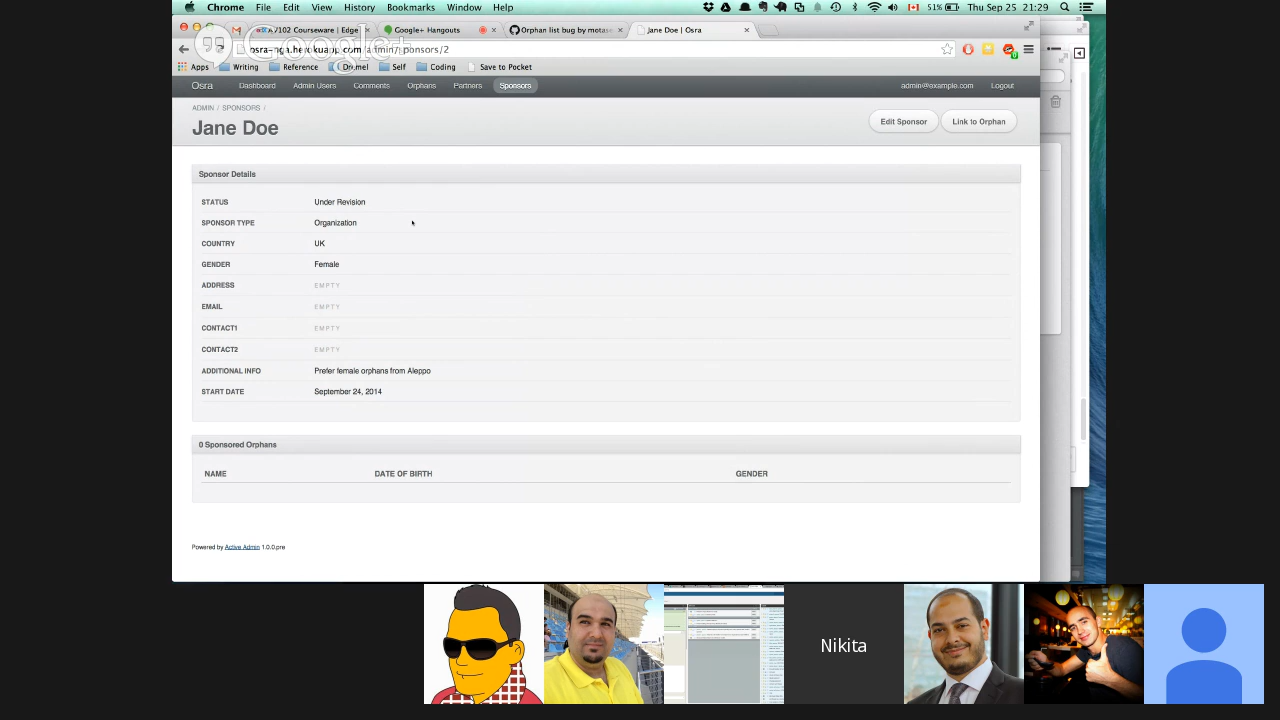 Chrome File Edit View History Bookmarks Window Help 51% Thu Sep 25 21:29
A7102 Courseware | Edge Google+ Hangouts Orphan list bug by motase Jane Doe | Osra
Apps Writing Reference Coding Save to Pocket
Osra Dashboard Admin Users Comments Orphans Partners Sponsors admin@example.com Logout
ADMIN / SPONSORS /
Jane Doe
Edit Sponsor Link to Orphan
Sponsor Details
STATUS Under Revision
SPONSOR TYPE Organization
COUNTRY UK
GENDER Female
ADDRESS EMPTY
EMAIL EMPTY
CONTACT1 EMPTY
CONTACT2 EMPTY
ADDITIONAL INFO Prefer female orphans from Aleppo
START DATE September 24, 2014
0 Sponsored Orphans
NAME DATE OF BIRTH GENDER
Powered by Active Admin 1.0.0.pre
Nikita